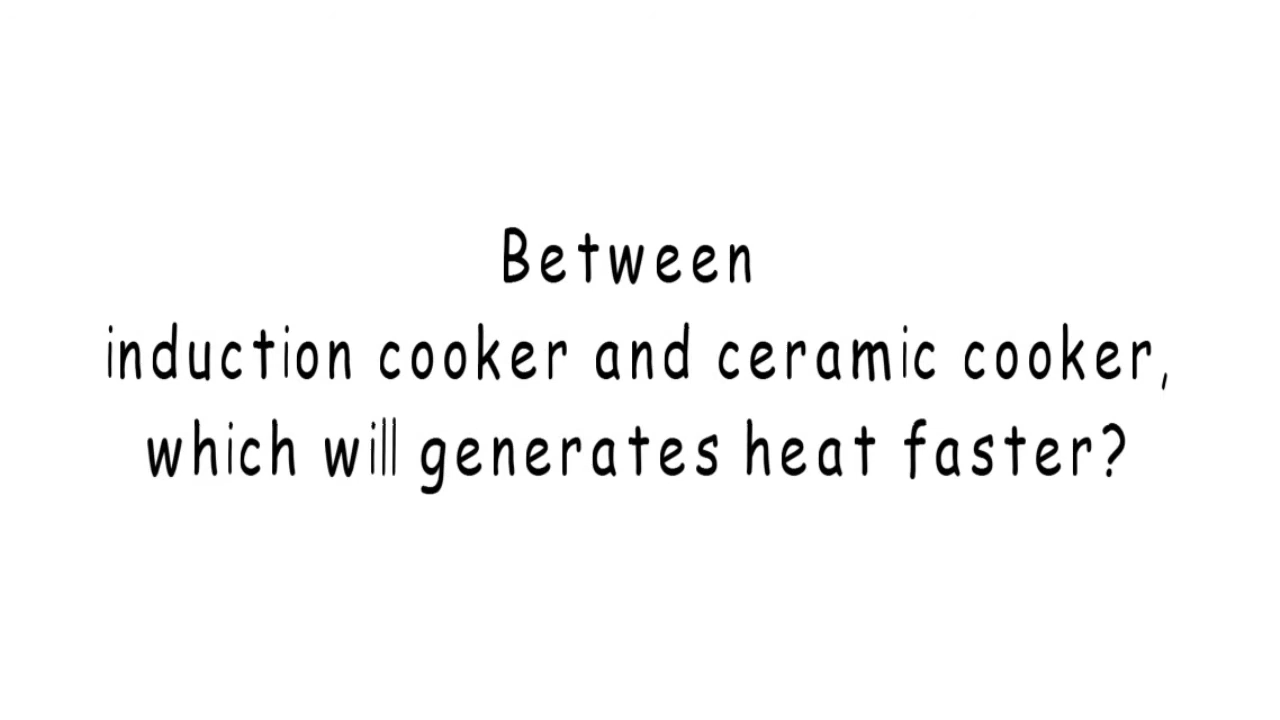 Between
induction cooker and ceramic cooker,
which will generates heat faster?